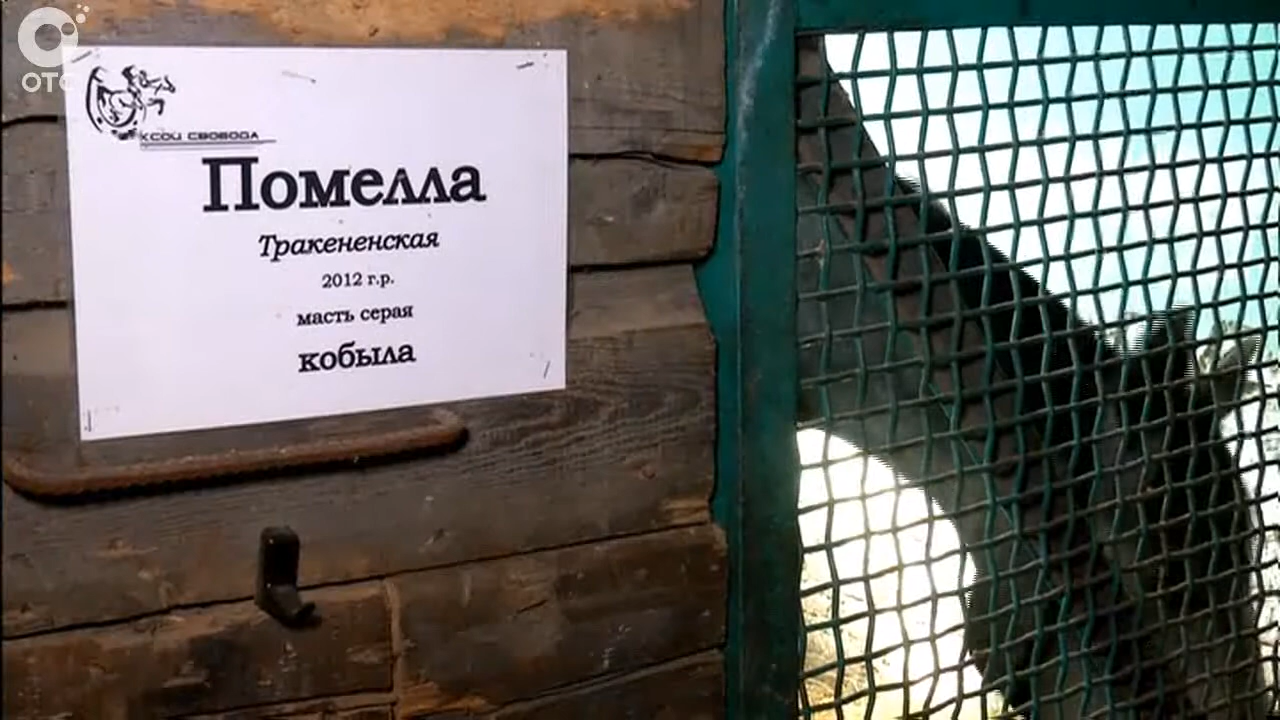 ОТС
КСОЦ СВОБОДА
Помелла
Тракененская
2012 г.р.
масть серая
кобыла